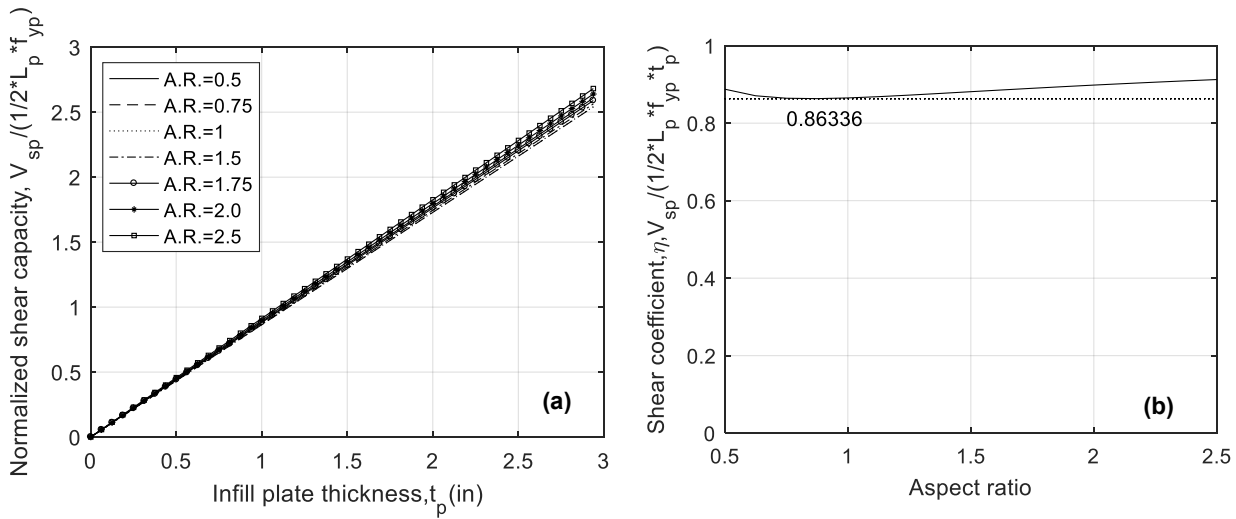 Normalized shear capacity, V_sp/(1/2*L_p*f_yp)
3
2.5
2
1.5
1
0.5
0
A.R.=0.5
A.R.=0.75
A.R.=1
A.R.=1.5
A.R.=1.75
A.R.=2.0
A.R.=2.5
(a)
0 0.5 1 1.5 2 2.5 3
Infill plate thickness,t_p(in)
Shear coefficient,η,V_sp/(1/2*L_p*f_yp*t_p)
1
0.8
0.6
0.4
0.2
0
0.86336
(b)
0.5 1 1.5 2 2.5
Aspect ratio